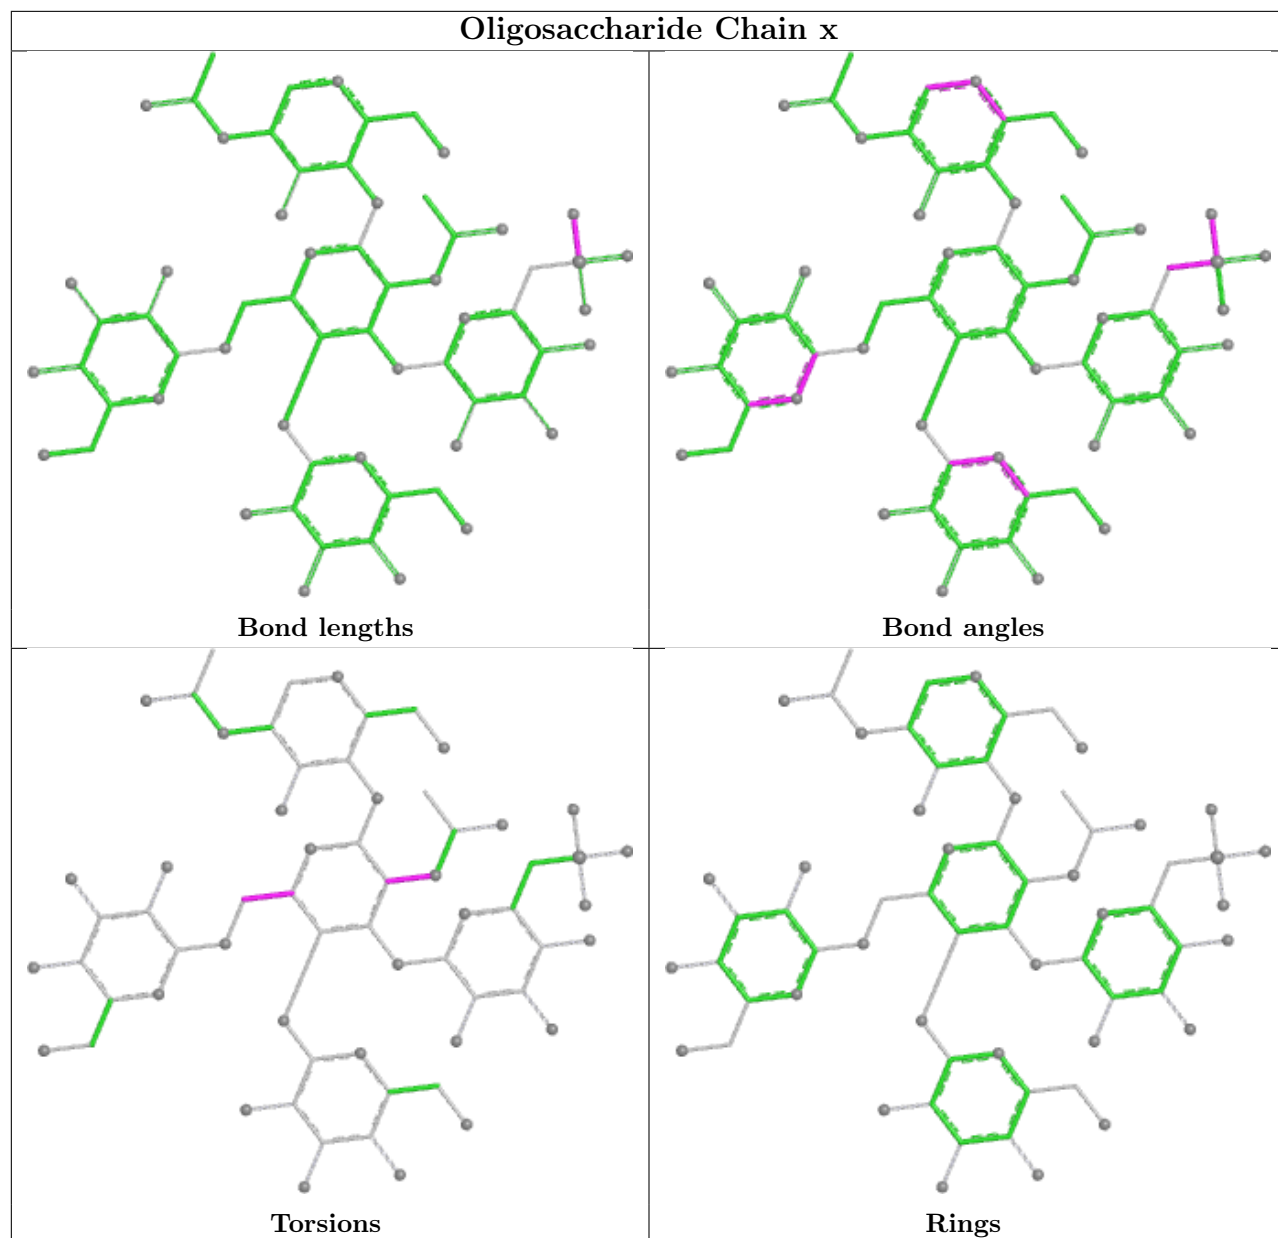 Oligosaccharide Chain x
Bond lengths
Bond angles
Torsions
Rings